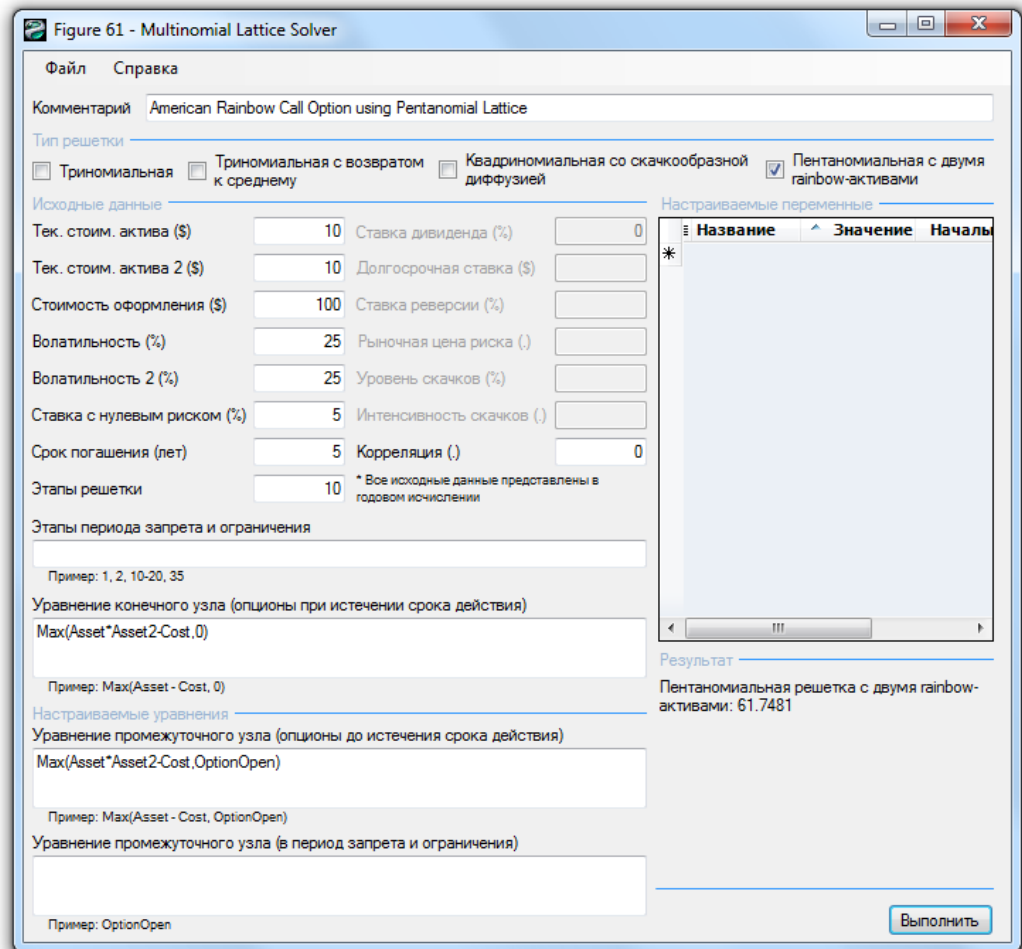 Figure 61 - Multinomial Lattice Solver
Файл Справка
Комментарий American Rainbow Call Option using Pentanomial Lattice
Тип решетки
Триномиальная
Триномиальная с возвратом
к среднему
Квадриномиальная со скачкообразной
диффузией
Пентаномиальная с двумя
rainbow-активами
Исходные данные
Тек. стоим. актива ($) 10 Ставка дивиденда (%) 0
Тек. стоим. актива 2 ($) 10 Долгосрочная ставка ($)
Стоимость оформления ($) 100 Ставка реверсии (%)
Волатильность (%) 25 Рыночная цена риска (.)
Волатильность 2 (%) 25 Уровень скачков (%)
Ставка с нулевым риском (%) 5 Интенсивность скачков (.)
Срок погашения (лет) 5 Корреляция (.) 0
Этапы решетки 10
* Все исходные данные представлены в
годовом исчислении
Этапы периода запрета и ограничения
Пример: 1, 2, 10-20, 35
Уравнение конечного узла (опционы при истечении срока действия)
Max(Asset*Asset2-Cost,0)
Пример: Max(Asset - Cost, 0)
Настраиваемые уравнения
Уравнение промежуточного узла (опционы до истечения срока действия)
Max(Asset*Asset2-Cost,OptionOpen)
Пример: Max(Asset - Cost, OptionOpen)
Уравнение промежуточного узла (в период запрета и ограничения)
Пример: OptionOpen
Настраиваемые переменные
Название Значение Началы
Результат
Пентаномиальная решетка с двумя rainbow-
активами: 61.7481
Выполнить